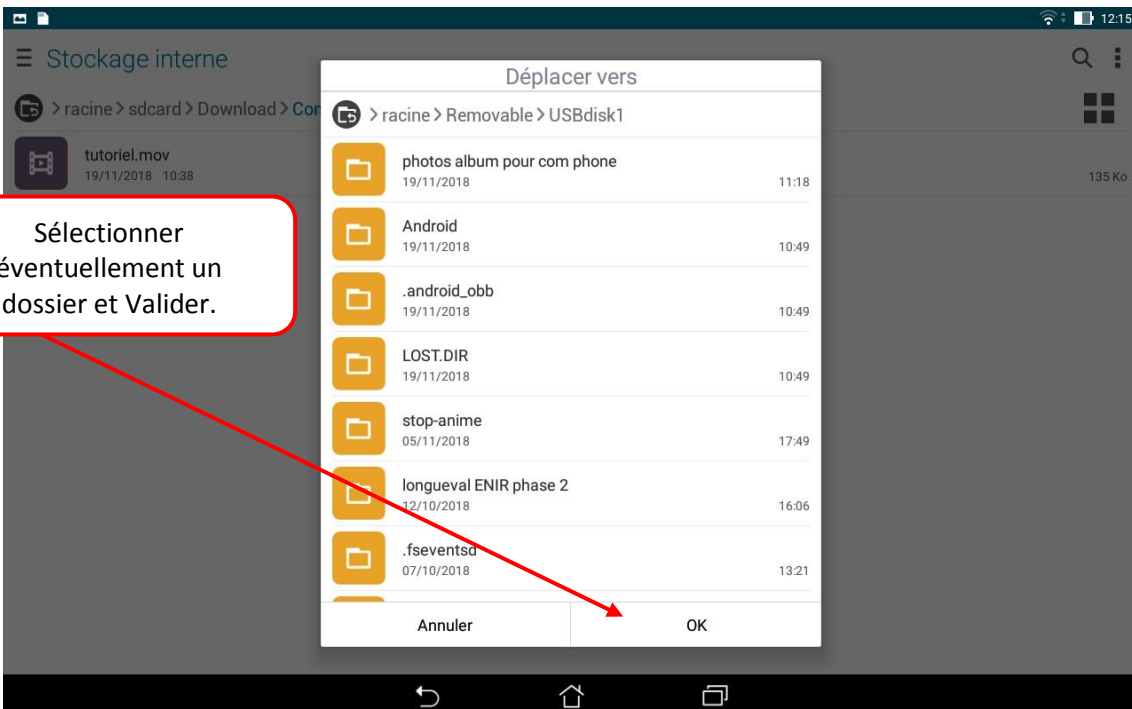 12:15
Stockage interne
Déplacer vers
> racine > sdcard > Download > Con
> racine > Removable > USBdisk1
tutoriel.mov
19/11/2018 10:38
135 Ko
Sélectionner
éventuellement un
dossier et Valider.
photos album pour com phone
19/11/2018 11:18
Android
19/11/2018 10:49
.android_obb
19/11/2018 10:49
LOST.DIR
19/11/2018 10:49
stop-anime
05/11/2018 17:49
longueval ENIR phase 2
12/10/2018 16:06
.fseventsd
07/10/2018 13:21
Annuler
OK